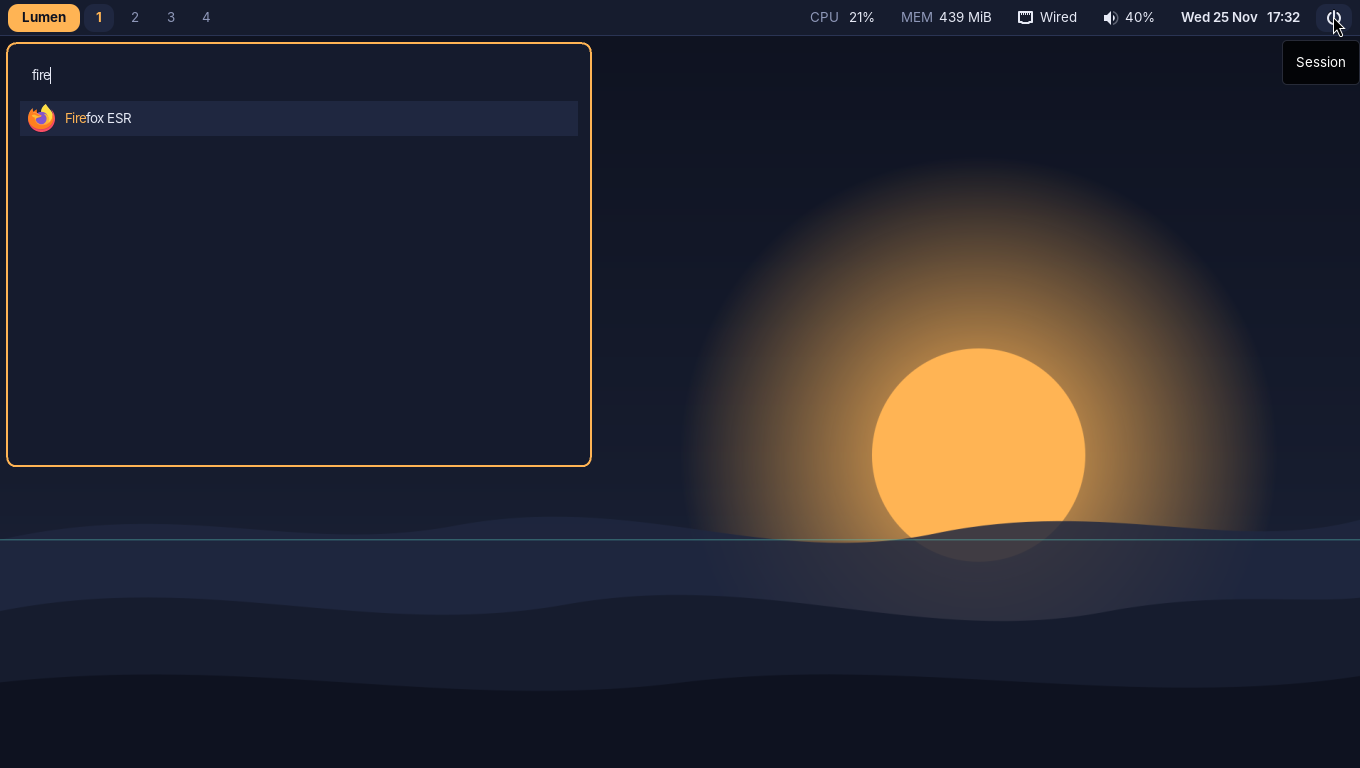 Lumen 1 2 3 4 CPU 21% MEM 439 MiB Wired 40% Wed 25 Nov 17:32
Session
fire
Firefox ESR